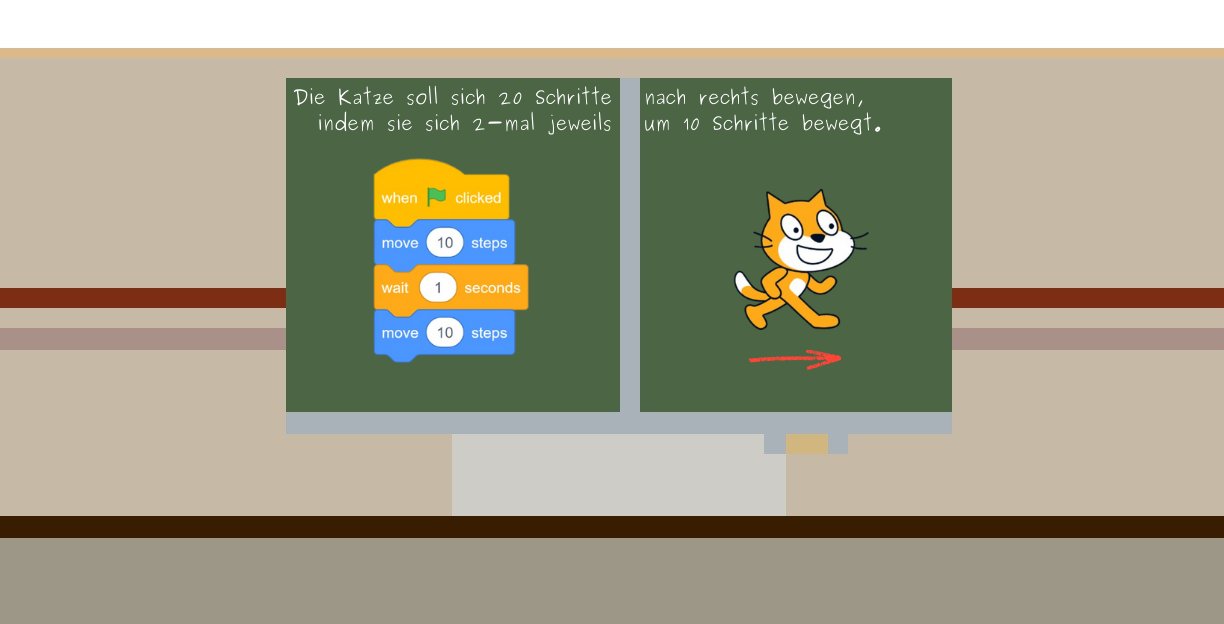 Die Katze soll sich 20 Schritte nach rechts bewegen,
indem sie sich 2-mal jeweils um 10 Schritte bewegt.
when clicked
move 10 steps
wait 1 seconds
move 10 steps